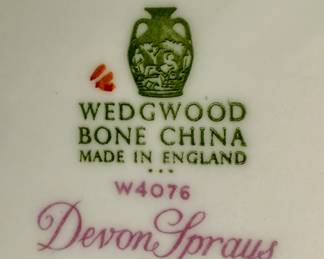 WEDGWOOD
BONE CHINA
MADE IN ENGLAND
W4076
Devon Sprays